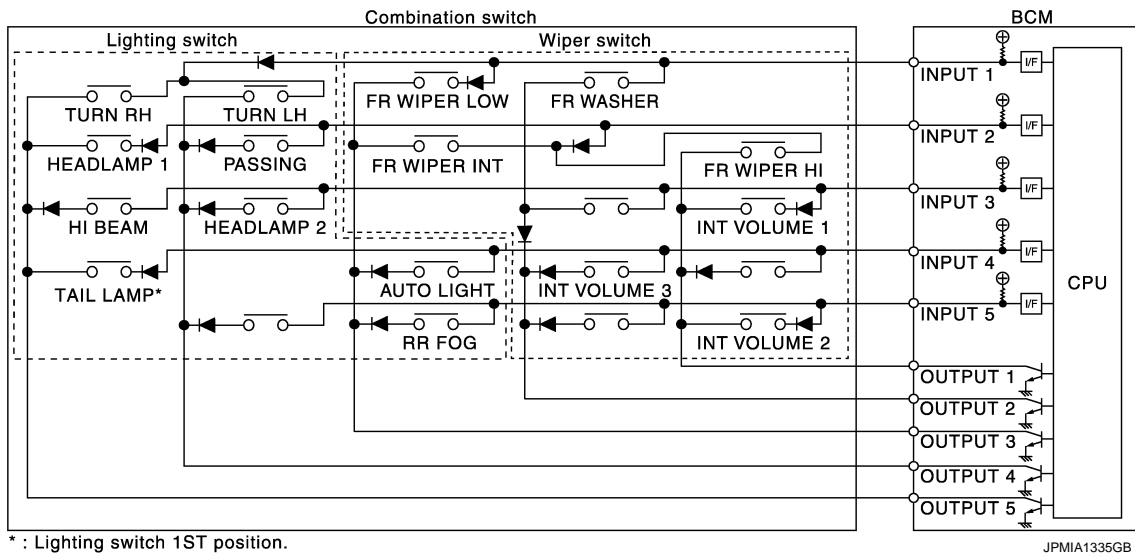 Combination switch
BCM
Lighting switch
Wiper switch
INPUT 1
I/F
TURN RH
TURN LH
FR WIPER LOW
FR WASHER
INPUT 2
I/F
HEADLAMP 1
PASSING
FR WIPER INT
FR WIPER HI
INPUT 3
I/F
HI BEAM
HEADLAMP 2
INT VOLUME 1
INPUT 4
I/F
CPU
TAIL LAMP*
AUTO LIGHT
INT VOLUME 3
INPUT 5
I/F
RR FOG
INT VOLUME 2
OUTPUT 1
OUTPUT 2
OUTPUT 3
OUTPUT 4
OUTPUT 5
* : Lighting switch 1ST position.
JPMIA1335GB